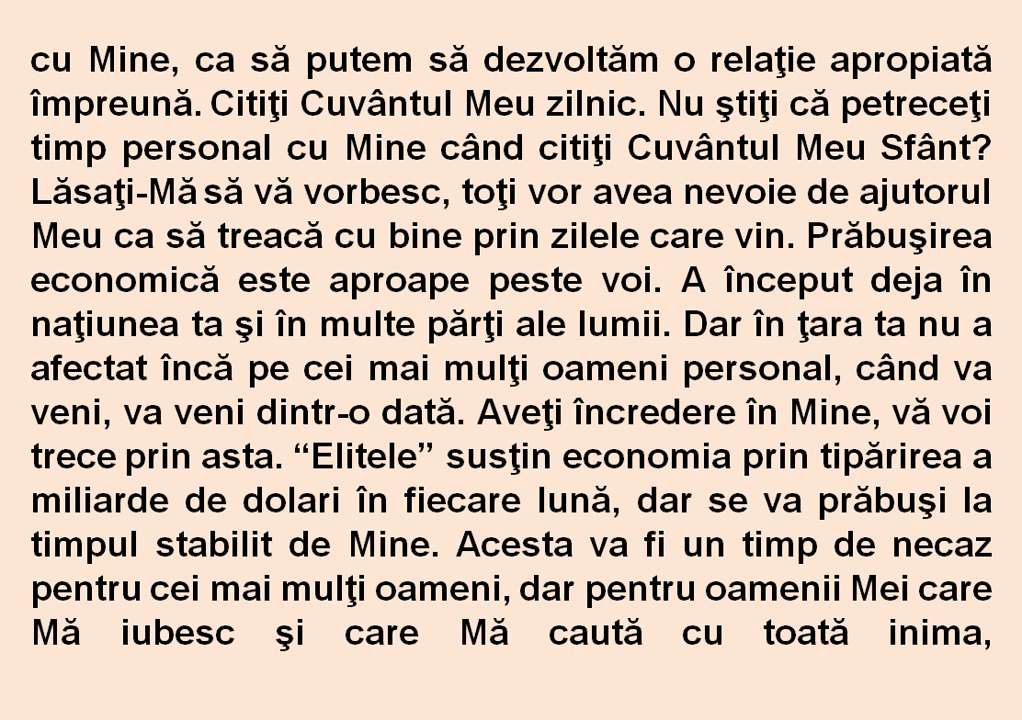 cu Mine, ca să putem să dezvoltăm o relaţie apropiată
împreună. Citiţi Cuvântul Meu zilnic. Nu ştiţi că petreceţi
timp personal cu Mine când citiţi Cuvântul Meu Sfânt?
Lăsaţi-Mă să vă vorbesc, toţi vor avea nevoie de ajutorul
Meu ca să treacă cu bine prin zilele care vin. Prăbuşirea
economică este aproape peste voi. A început deja în
naţiunea ta şi în multe părţi ale lumii. Dar în ţara ta nu a
afectat încă pe cei mai mulţi oameni personal, când va
veni, va veni dintr-o dată. Aveţi încredere în Mine, vă voi
trece prin asta. “Elitele” susţin economia prin tipărirea a
miliarde de dolari în fiecare lună, dar se va prăbuşi la
timpul stabilit de Mine. Acesta va fi un timp de necaz
pentru cei mai mulţi oameni, dar pentru oamenii Mei care
Mă iubesc şi care Mă caută cu toată inima,